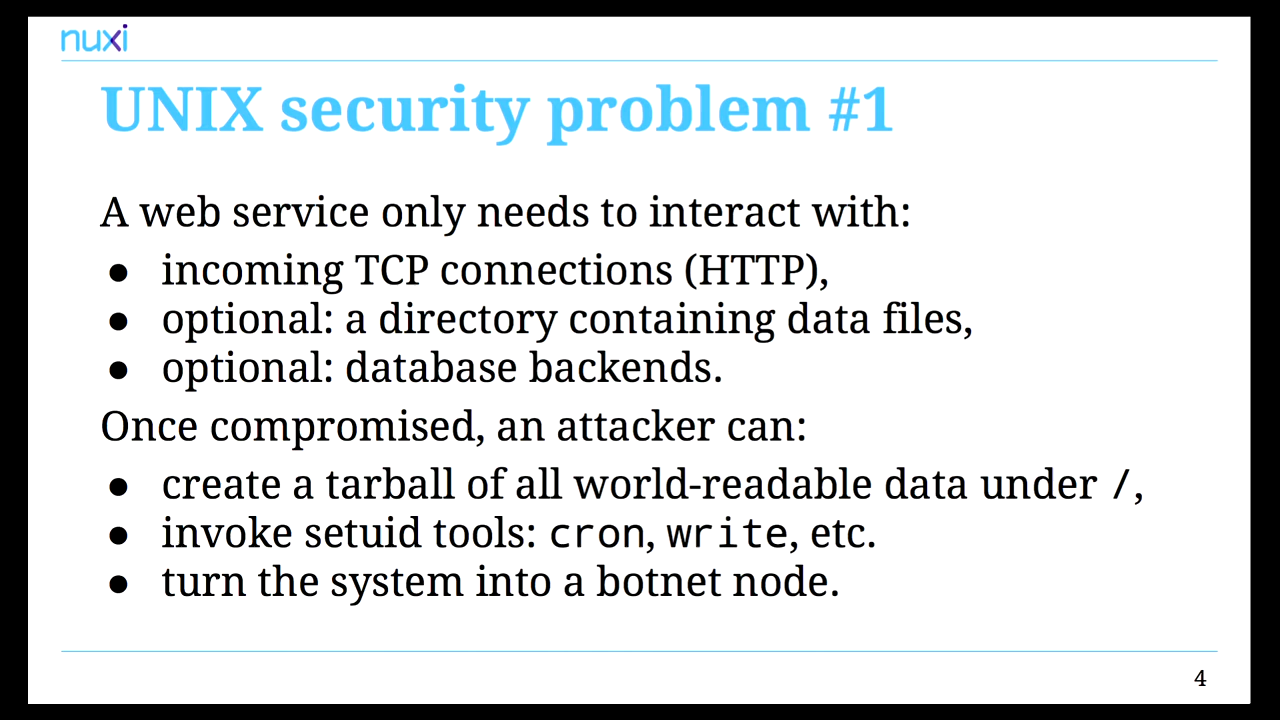 nuxi
UNIX security problem #1
A web service only needs to interact with:
● incoming TCP connections (HTTP),
● optional: a directory containing data files,
● optional: database backends.
Once compromised, an attacker can:
● create a tarball of all world-readable data under /,
● invoke setuid tools: cron, write, etc.
● turn the system into a botnet node.
4